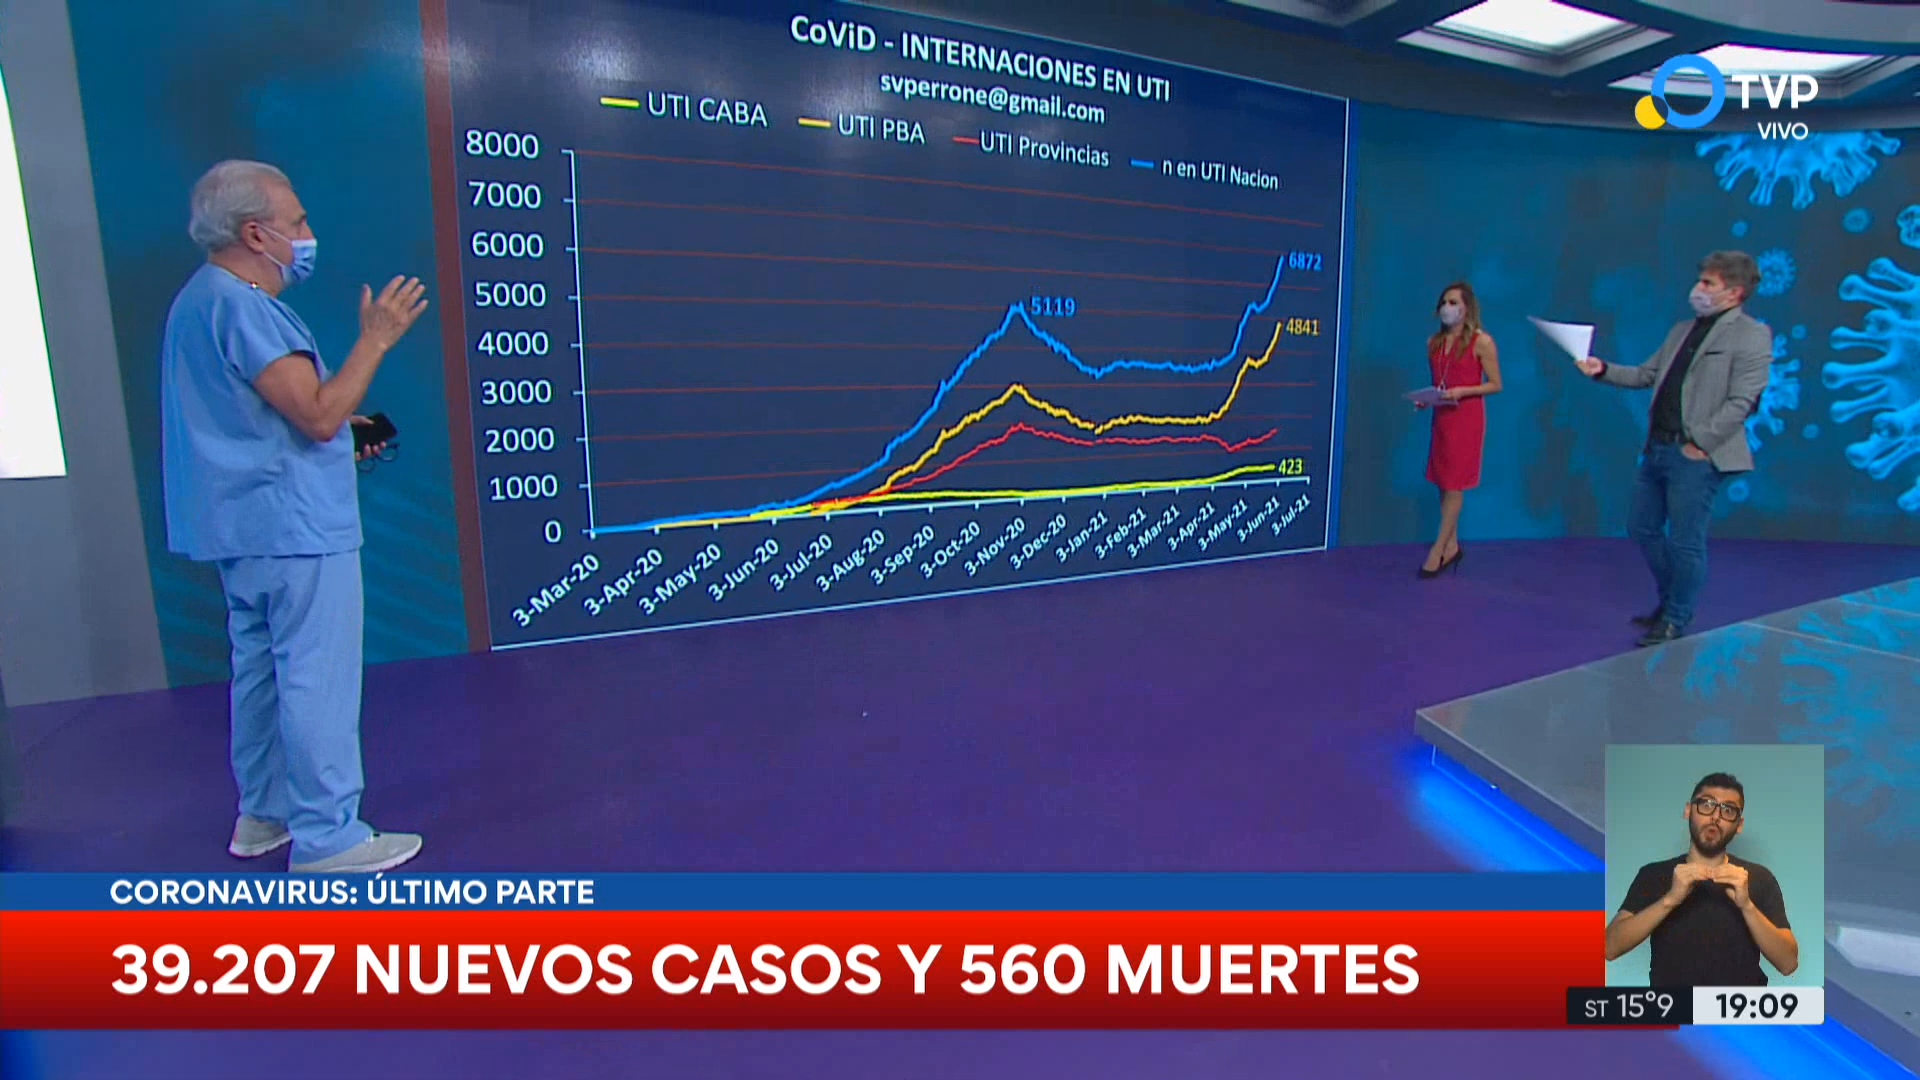 CoViD - INTERNACIONES EN UTI
svperrone@gmail.com
UTI CABA
UTI PBA
UTI Provincias
n en UTI Nacion
8000
7000
6000
5000
4000
3000
2000
1000
0
6872
5119
4841
423
3-Mar-20
3-Apr-20
3-May-20
3-Jun-20
3-Jul-20
3-Aug-20
3-Sep-20
3-Oct-20
3-Nov-20
3-Dec-20
3-Jan-21
3-Feb-21
3-Mar-21
3-Apr-21
3-May-21
3-Jun-21
3-Jul-21
TVP
VIVO
CORONAVIRUS: ÚLTIMO PARTE
39.207 NUEVOS CASOS Y 560 MUERTES
ST 15°9
19:09